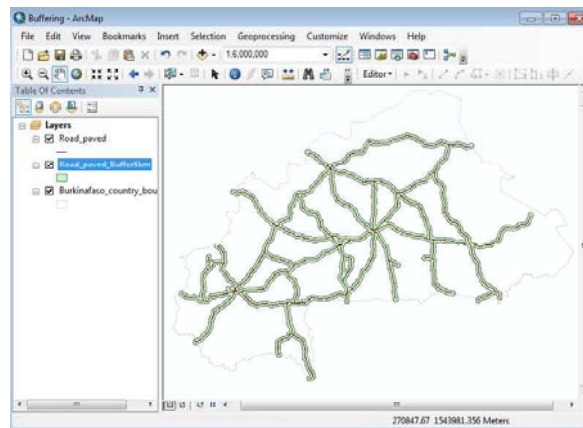 Buffering - ArcMap
File Edit View Bookmarks Insert Selection Geoprocessing Customize Windows Help
1:6,000,000
Editor
Table Of Contents
Layers
Road_paved
Road_paved_Buffer5km
Burkinafaso_country_bou
270847.67 1543981.356 Meters